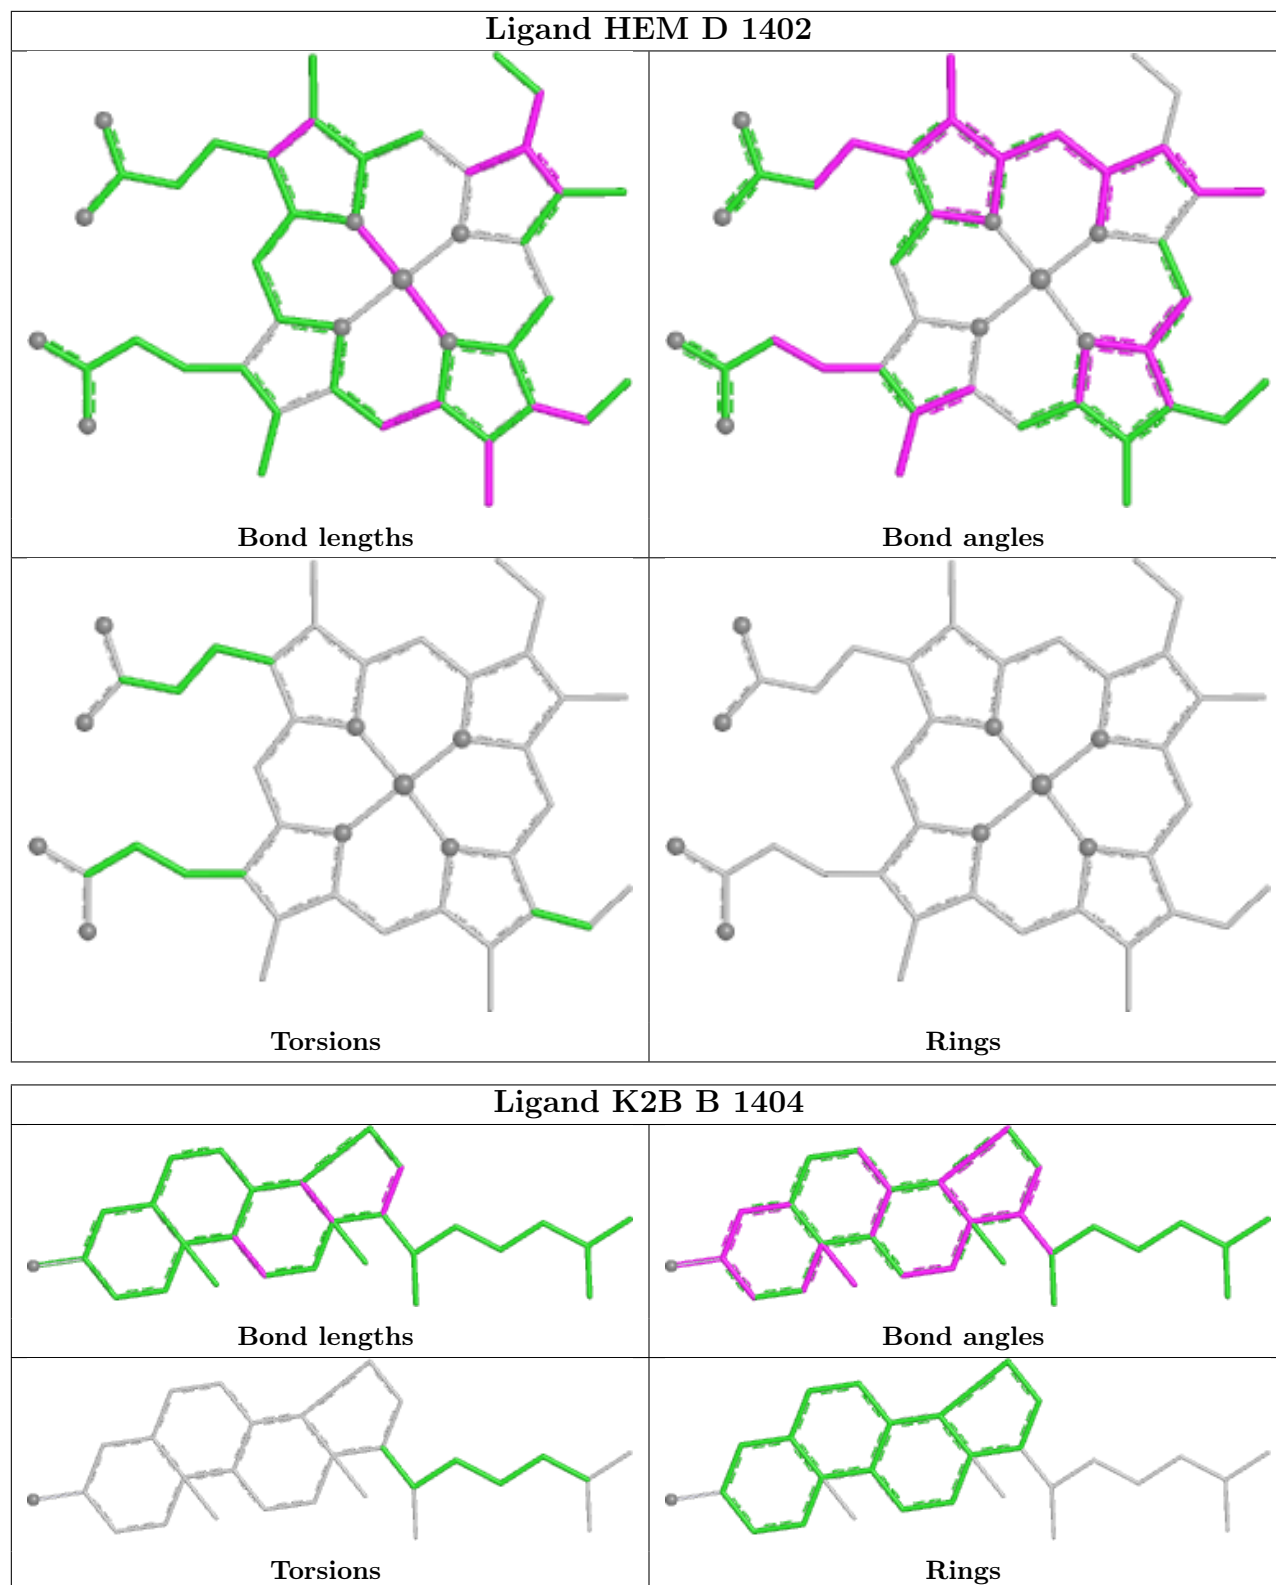 Ligand HEM D 1402
Bond lengths
Bond angles
Torsions
Rings
Ligand K2B B 1404
Bond lengths
Bond angles
Torsions
Rings